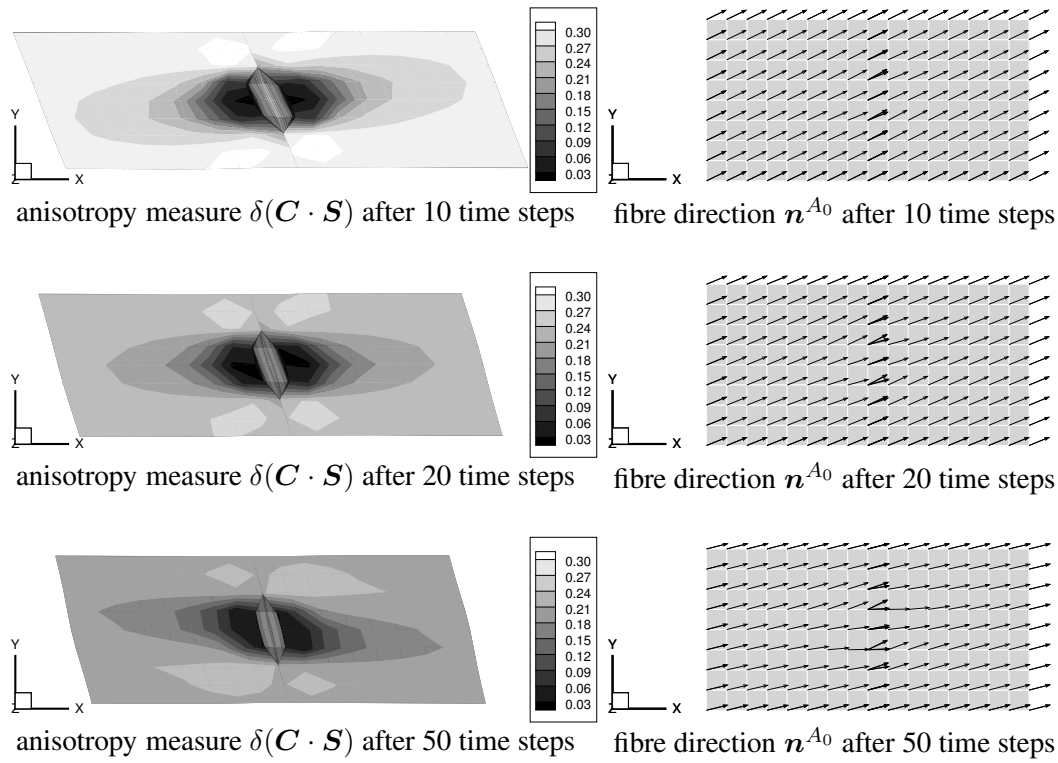 0.30
0.27
0.24
0.21
0.18
0.15
0.12
0.09
0.06
0.03
Y
Z X
Y
Z X
anisotropy measure δ(C · S) after 10 time steps
fibre direction n^{A_0} after 10 time steps
0.30
0.27
0.24
0.21
0.18
0.15
0.12
0.09
0.06
0.03
Y
Z X
Y
Z X
anisotropy measure δ(C · S) after 20 time steps
fibre direction n^{A_0} after 20 time steps
0.30
0.27
0.24
0.21
0.18
0.15
0.12
0.09
0.06
0.03
Y
Z X
Y
Z X
anisotropy measure δ(C · S) after 50 time steps
fibre direction n^{A_0} after 50 time steps